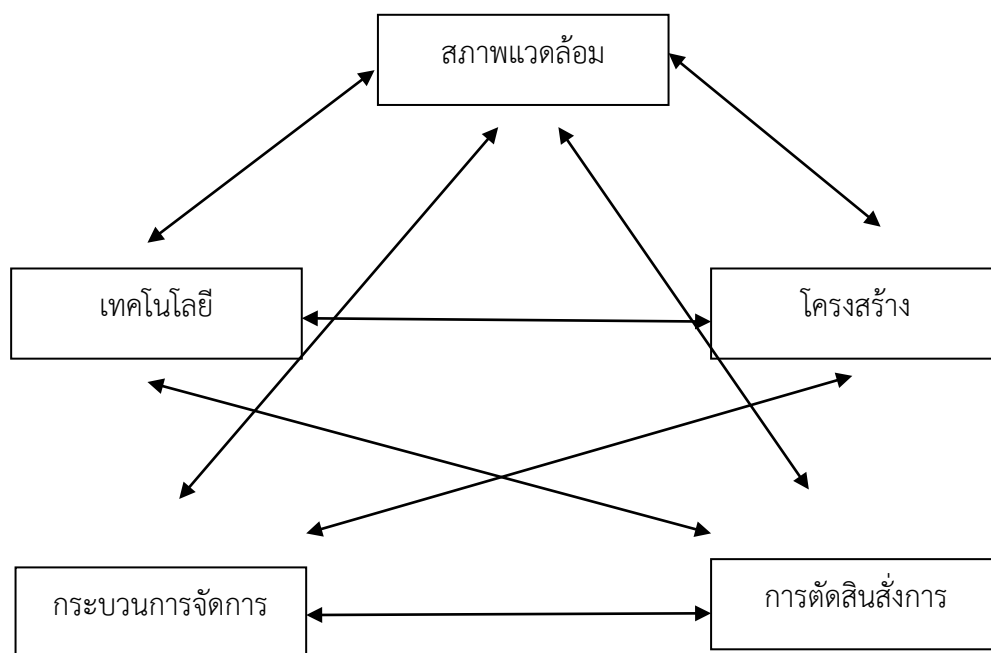 สภาพแวดล้อม
เทคโนโลยี
โครงสร้าง
กระบวนการจัดการ
การตัดสินสั่งการ